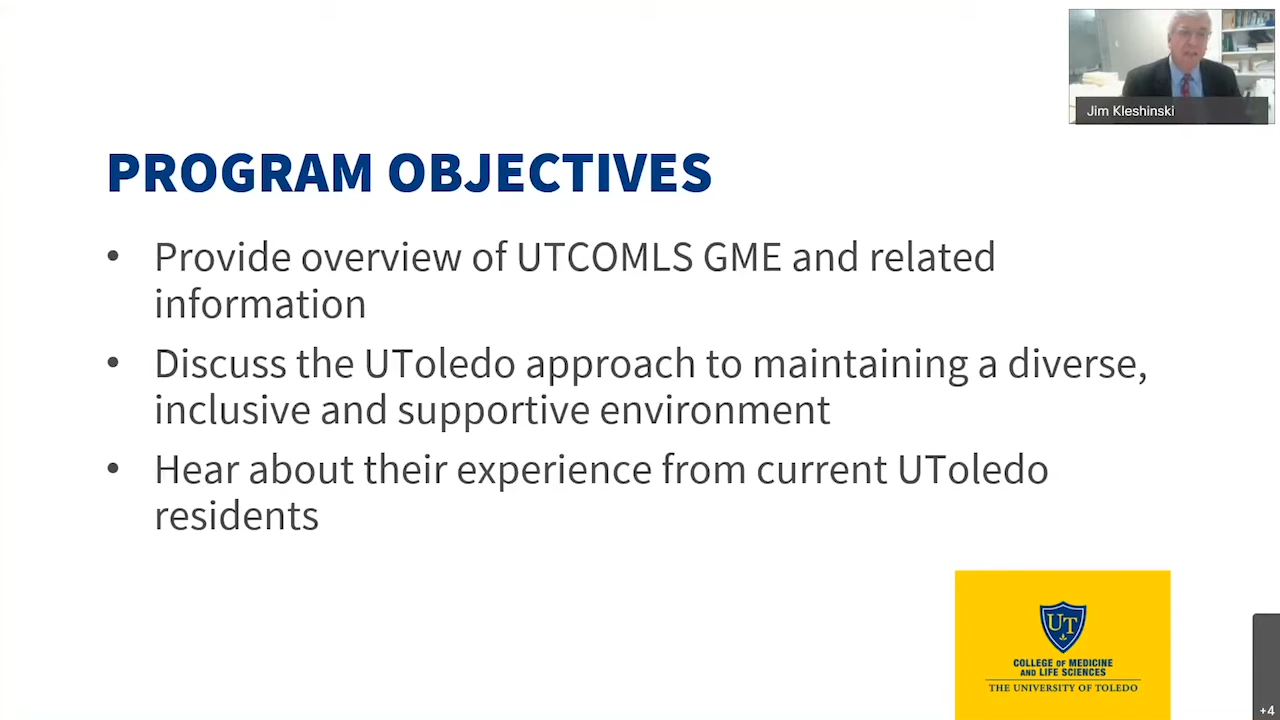 Jim Kleshinski
PROGRAM OBJECTIVES
• Provide overview of UTCOMLS GME and related
information
• Discuss the UToledo approach to maintaining a diverse,
inclusive and supportive environment
• Hear about their experience from current UToledo
residents
UT
COLLEGE OF MEDICINE
AND LIFE SCIENCES
THE UNIVERSITY OF TOLEDO
+4